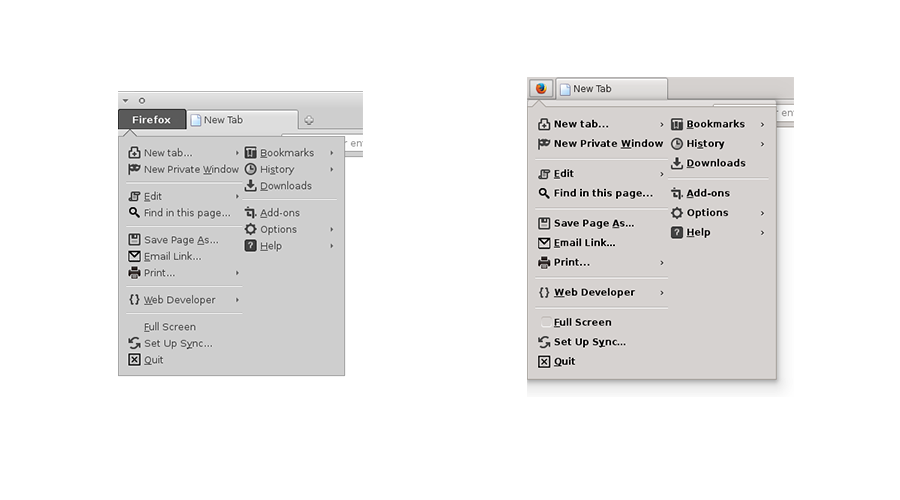 Firefox
New Tab
en
New tab...
New Private Window
Edit
Find in this page...
Save Page As...
Email Link...
Print...
Web Developer
Full Screen
Set Up Sync...
Quit
Bookmarks
History
Downloads
Add-ons
Options
Help
New Tab
en
New tab...
New Private Window
Edit
Find in this page...
Save Page As...
Email Link...
Print...
Web Developer
Full Screen
Set Up Sync...
Quit
Bookmarks
History
Downloads
Add-ons
Options
Help